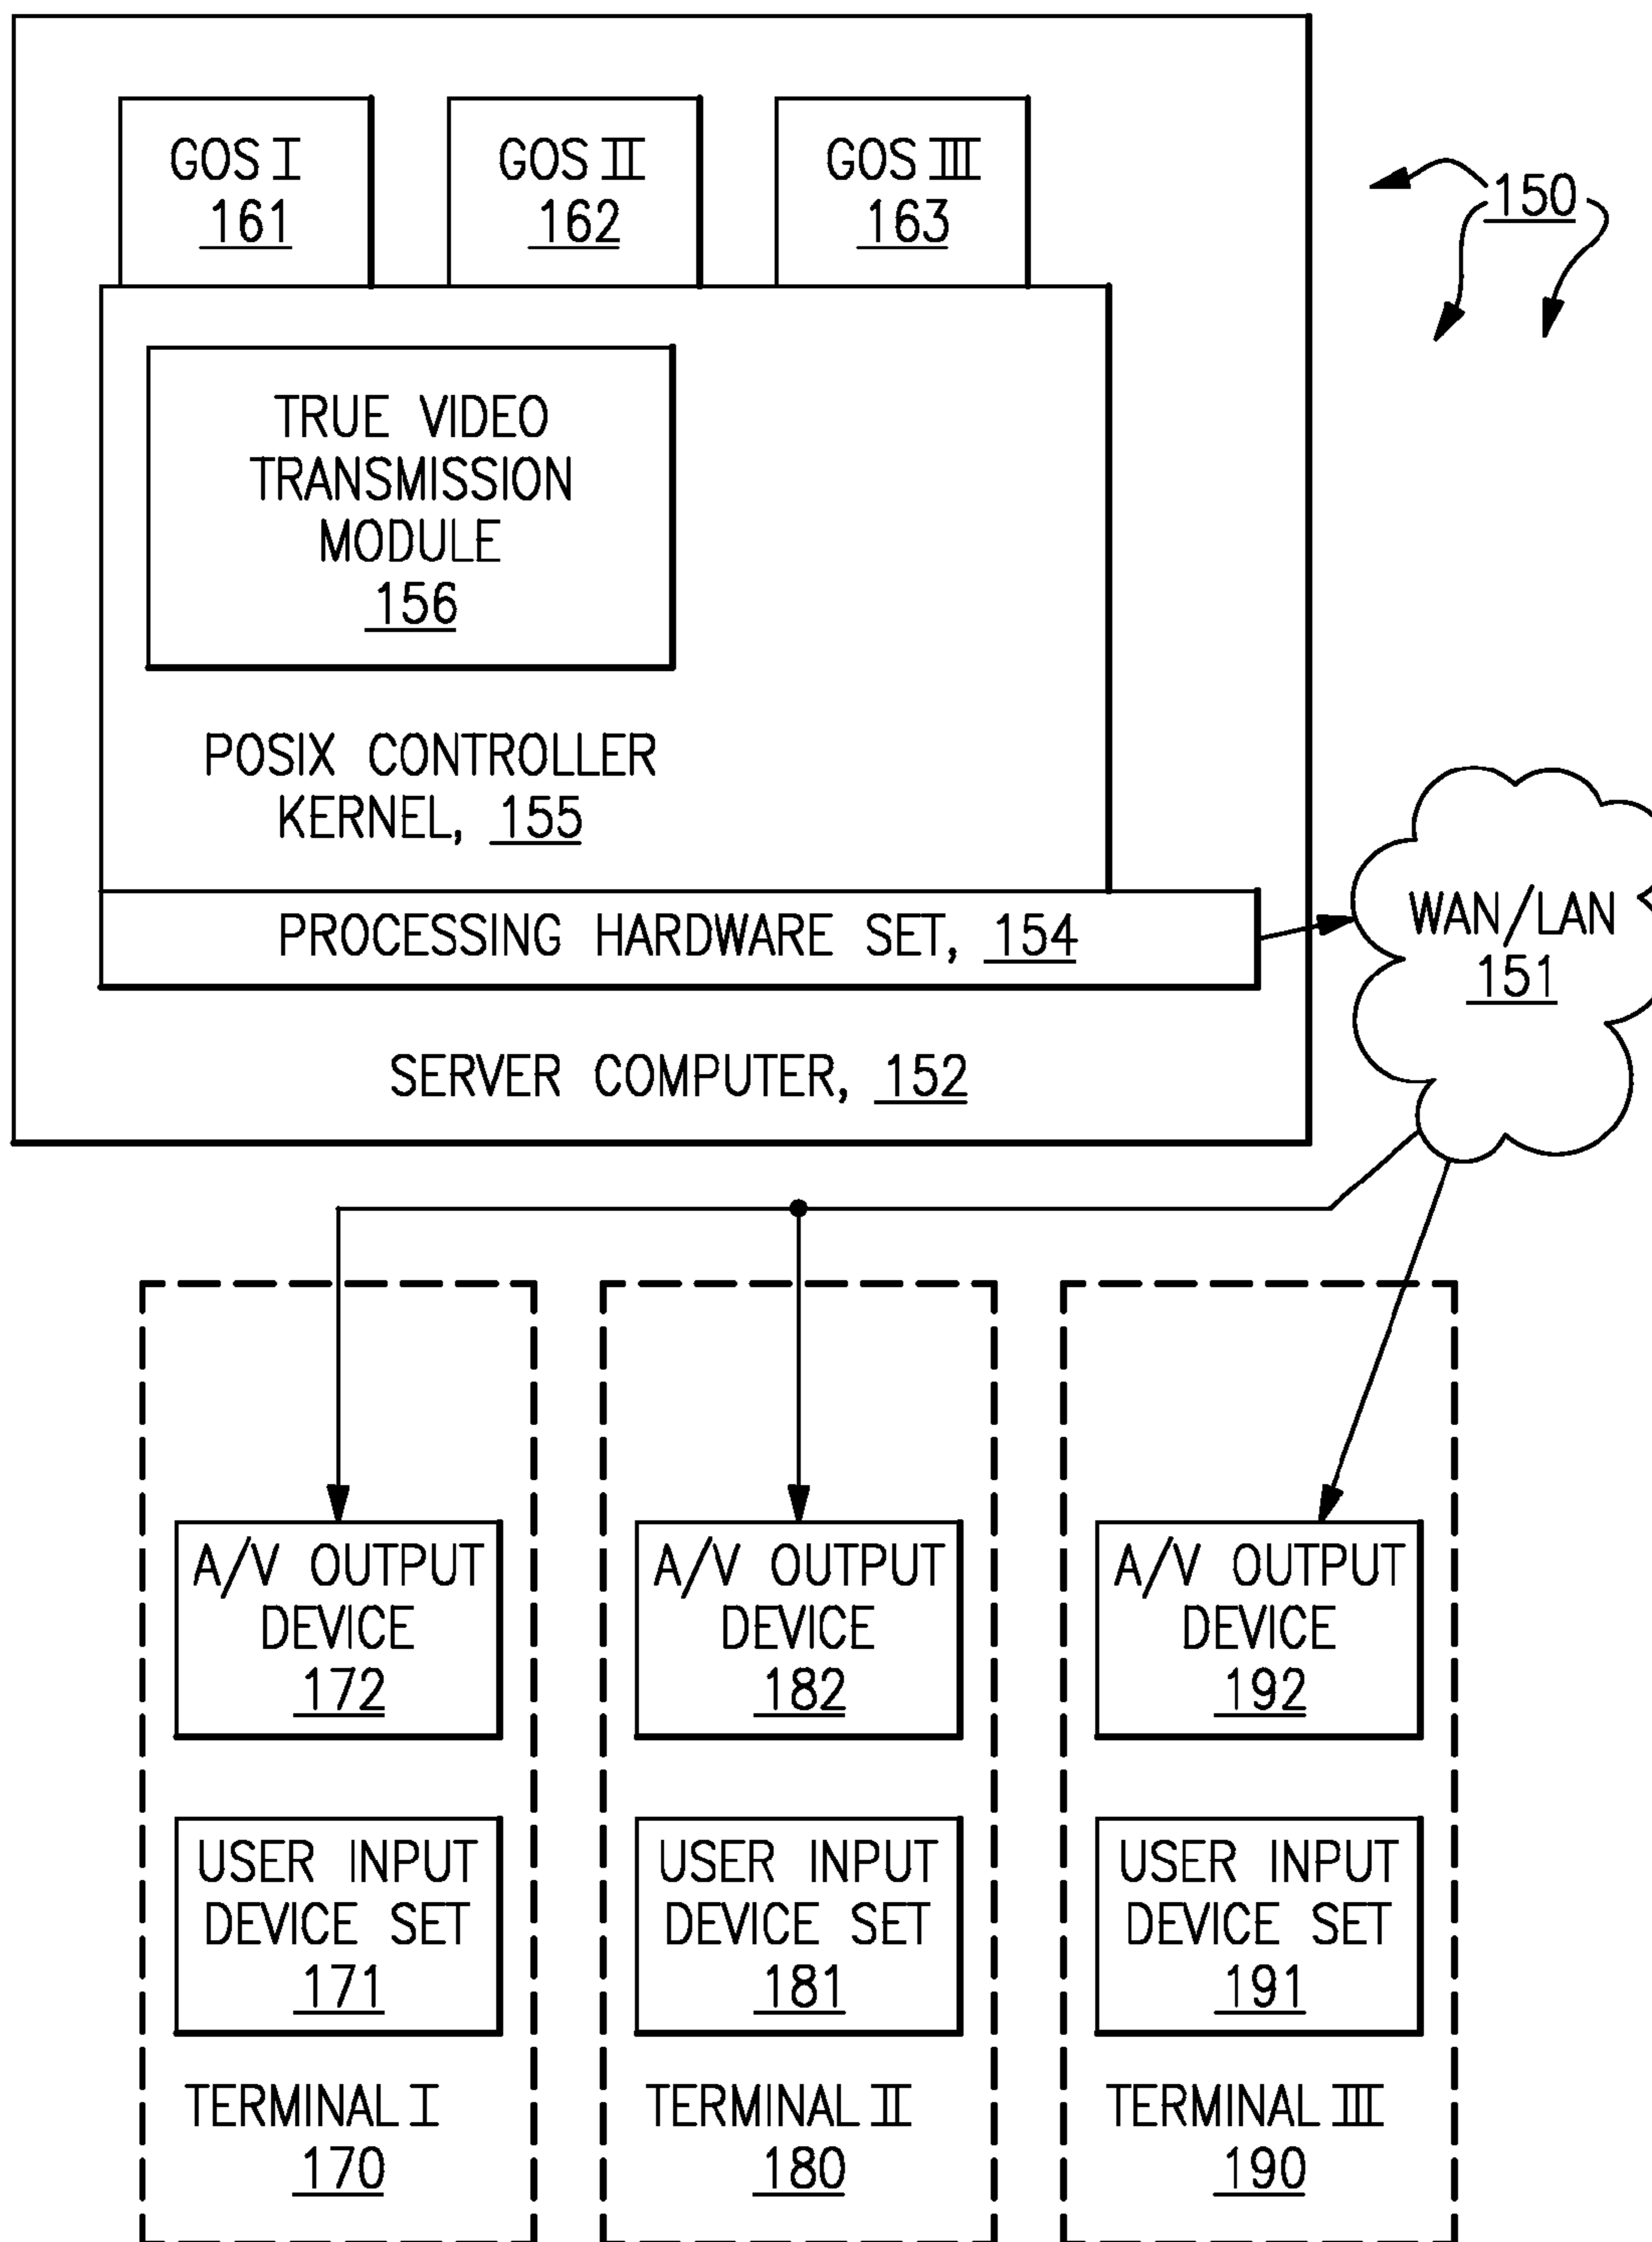 GOS I
161
GOS II
162
GOS III
163
150
TRUE VIDEO
TRANSMISSION
MODULE
156
POSIX CONTROLLER
KERNEL, 155
PROCESSING HARDWARE SET, 154
WAN/LAN
151
SERVER COMPUTER, 152
A/V OUTPUT
DEVICE
172
USER INPUT
DEVICE SET
171
TERMINAL I
170
A/V OUTPUT
DEVICE
182
USER INPUT
DEVICE SET
181
TERMINAL II
180
A/V OUTPUT
DEVICE
192
USER INPUT
DEVICE SET
191
TERMINAL III
190